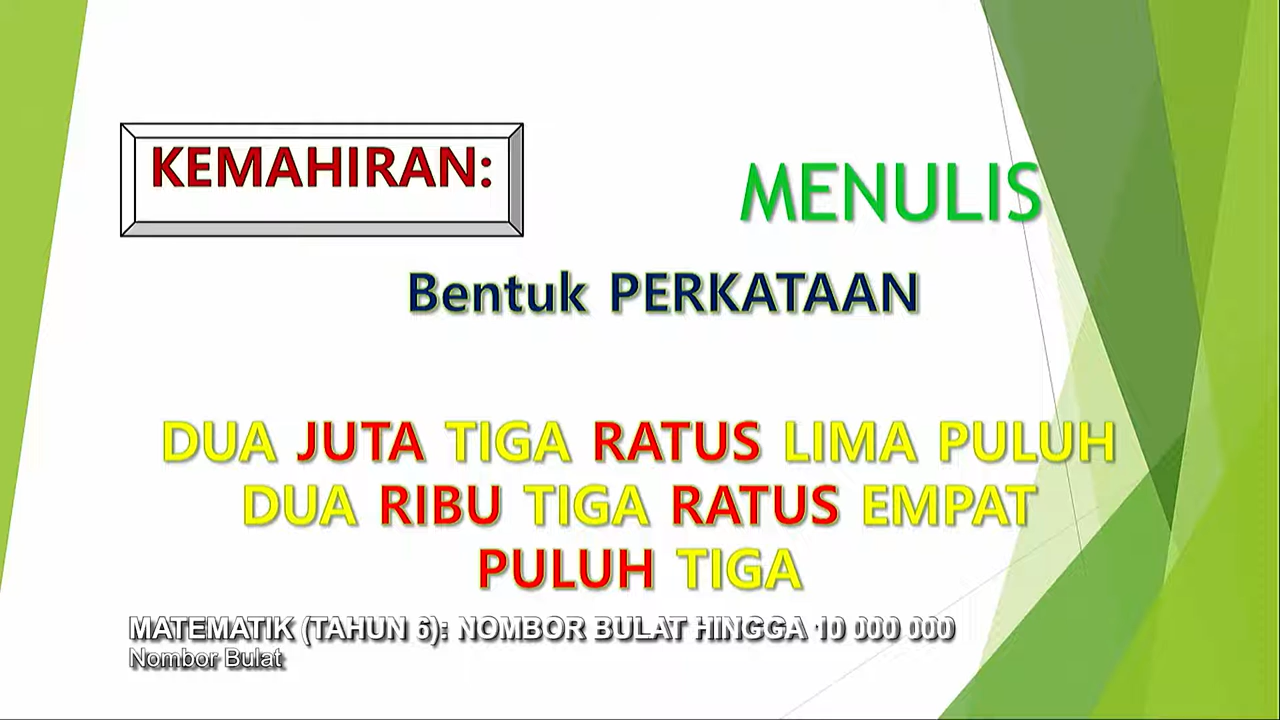 KEMAHIRAN:
MENULIS
Bentuk PERKATAAN
DUA JUTA TIGA RATUS LIMA PULUH
DUA RIBU TIGA RATUS EMPAT
PULUH TIGA
MATEMATIK (TAHUN 6): NOMBOR BULAT HINGGA 10 000 000
Nombor Bulat